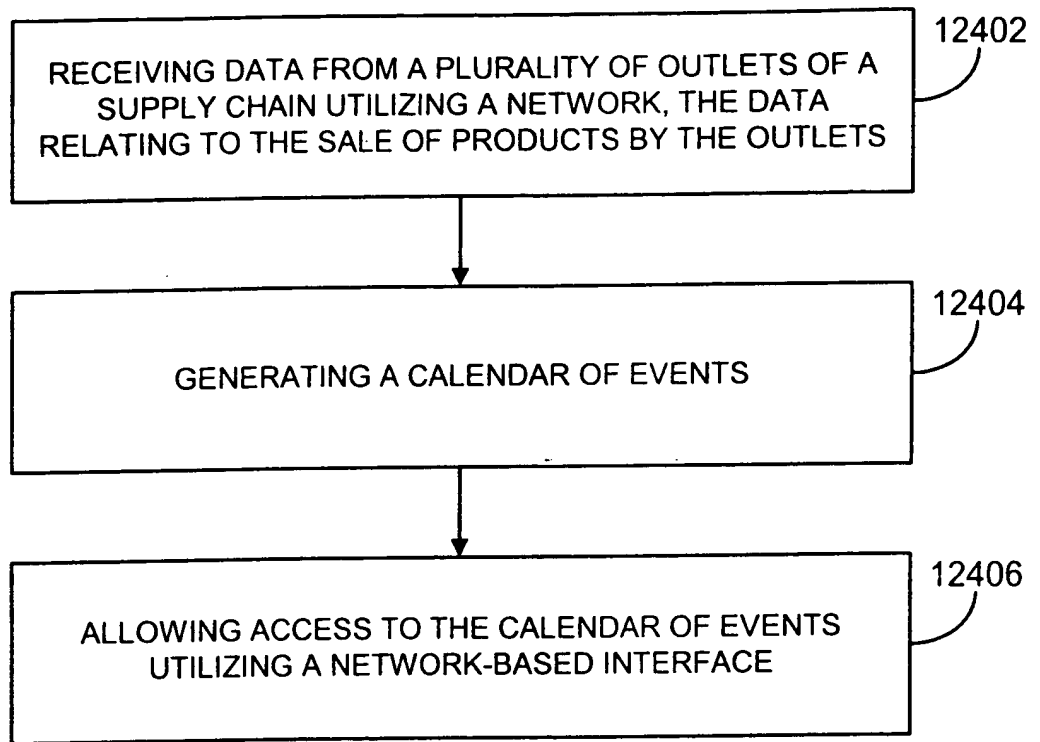 12402
RECEIVING DATA FROM A PLURALITY OF OUTLETS OF A
SUPPLY CHAIN UTILIZING A NETWORK, THE DATA
RELATING TO THE SALE OF PRODUCTS BY THE OUTLETS
12404
GENERATING A CALENDAR OF EVENTS
12406
ALLOWING ACCESS TO THE CALENDAR OF EVENTS
UTILIZING A NETWORK-BASED INTERFACE